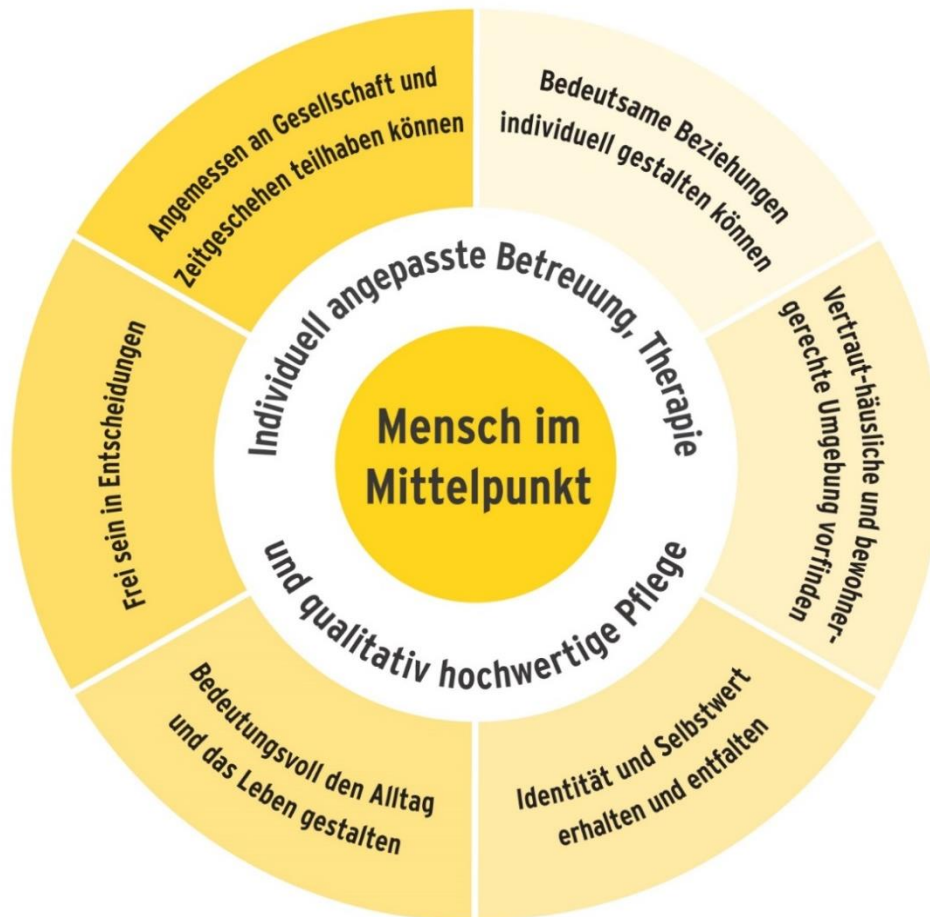 Angemessen an Gesellschaft und
Zeitgeschehen teilhaben können
Bedeutsame Beziehungen
individuell gestalten können
Vertraut-häusliche und bewohner-
gerechte Umgebung vorfinden
Identität und Selbstwert
erhalten und entfalten
Bedeutungsvoll den Alltag
und das Leben gestalten
Frei sein in Entscheidungen
Individuell angepasste Betreuung, Therapie
und qualitativ hochwertige Pflege
Mensch im
Mittelpunkt